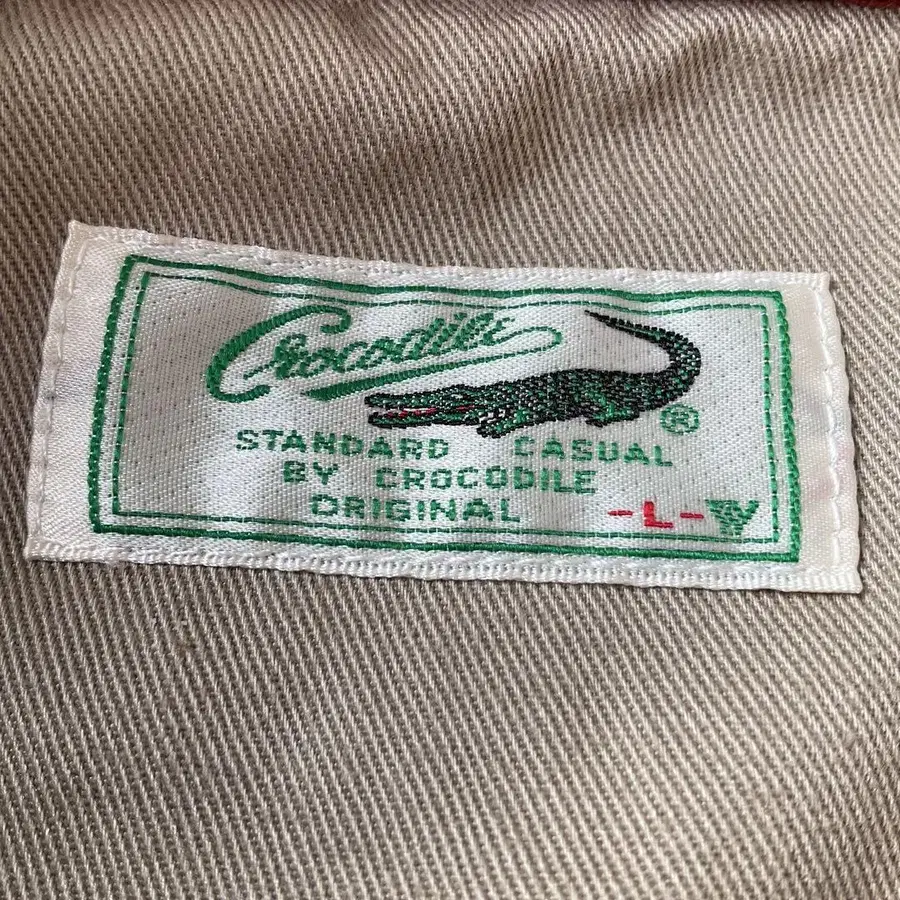 Crocodile
®
STANDARD CASUAL
BY CROCODILE
ORIGINAL -L-